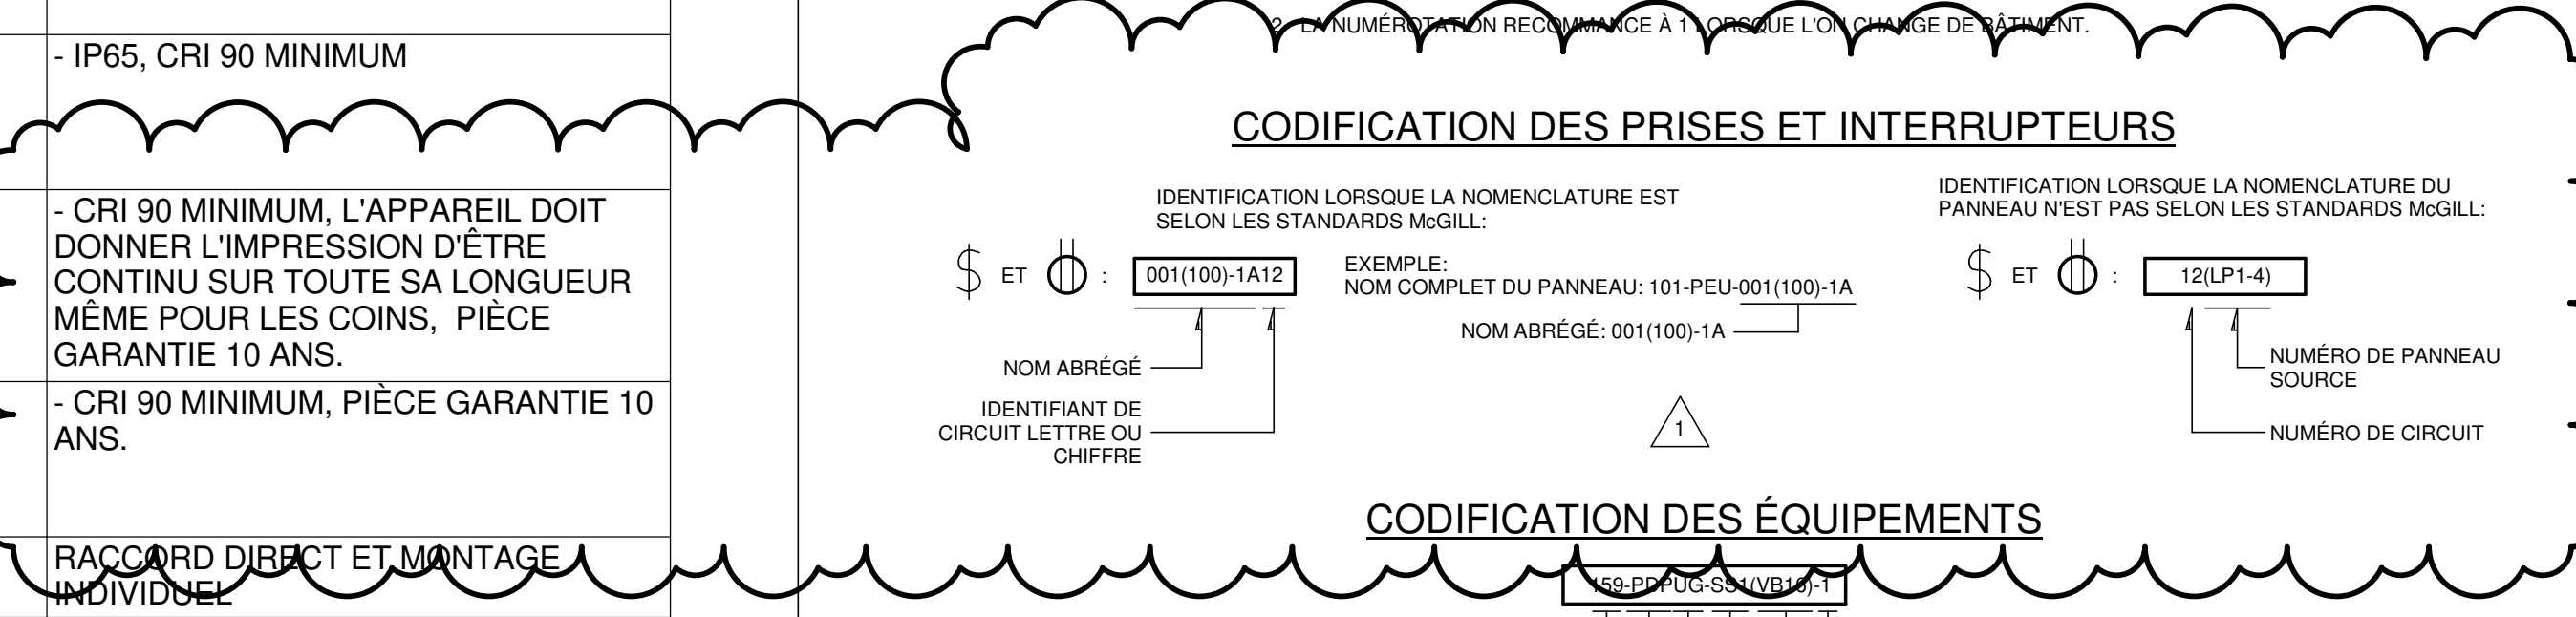 - IP65, CRI 90 MINIMUM
- CRI 90 MINIMUM, L'APPAREIL DOIT
DONNER L'IMPRESSION D'ÊTRE
CONTINU SUR TOUTE SA LONGUEUR
MÊME POUR LES COINS, PIÈCE
GARANTIE 10 ANS.
- CRI 90 MINIMUM, PIÈCE GARANTIE 10
ANS.
RACCORD DIRECT ET MONTAGE
INDIVIDUEL
2. LA NUMÉROTATION RECOMMANCE À 1 LORSQUE L'ON CHANGE DE BÂTIMENT.
CODIFICATION DES PRISES ET INTERRUPTEURS
IDENTIFICATION LORSQUE LA NOMENCLATURE EST
SELON LES STANDARDS McGILL:
$ ET : 001(100)-1A12
EXEMPLE:
NOM COMPLET DU PANNEAU: 101-PEU-001(100)-1A
NOM ABRÉGÉ: 001(100)-1A
NOM ABRÉGÉ
IDENTIFIANT DE
CIRCUIT LETTRE OU
CHIFFRE
IDENTIFICATION LORSQUE LA NOMENCLATURE DU
PANNEAU N'EST PAS SELON LES STANDARDS McGILL:
$ ET : 12(LP1-4)
NUMÉRO DE PANNEAU
SOURCE
NUMÉRO DE CIRCUIT
1
CODIFICATION DES ÉQUIPEMENTS
159-PDPUG-SS1(VB16)-1